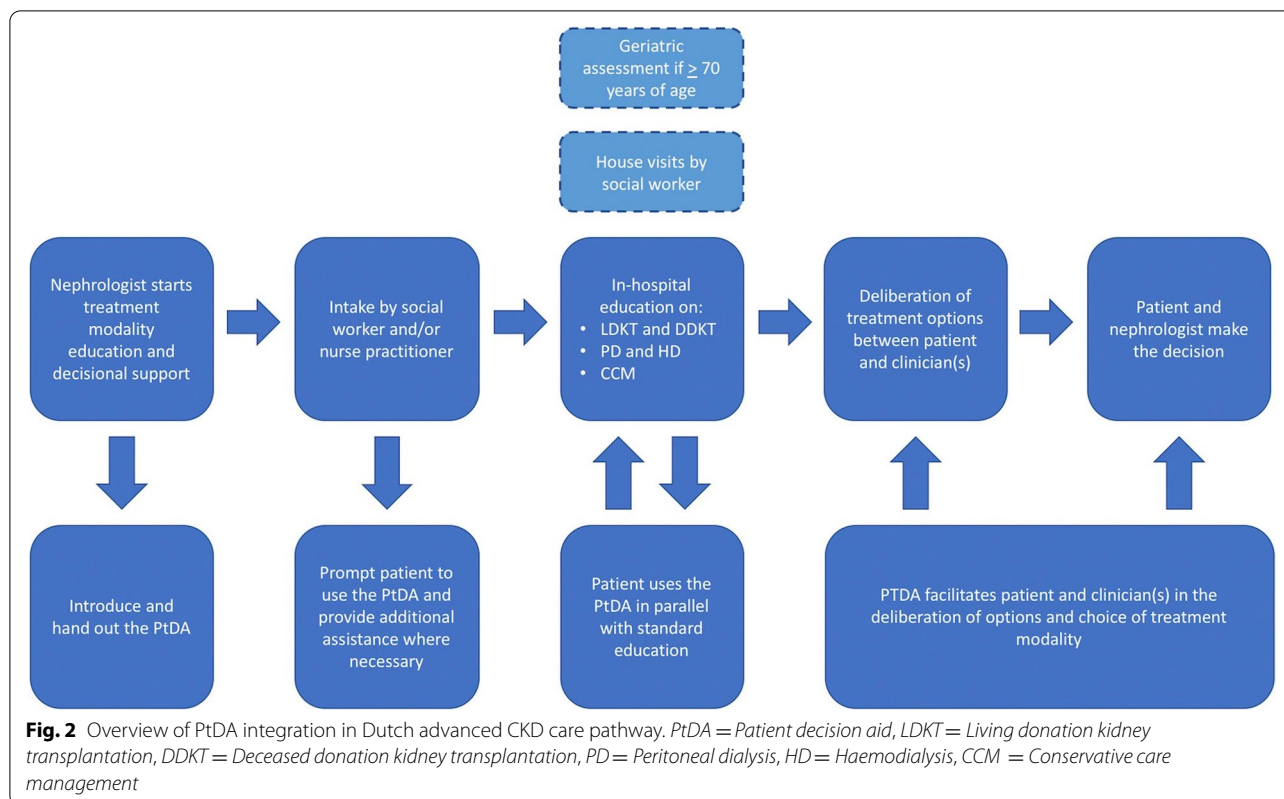 Geriatric
assessment if ≥ 70
years of age
House visits by
social worker
Nephrologist starts
treatment
modality
education and
decisional support
Intake by social
worker and/or
nurse practitioner
In-hospital
education on:
• LDKT and DDKT
• PD and HD
• CCM
Deliberation of
treatment options
between patient
and clinician(s)
Patient and
nephrologist make
the decision
Introduce and
hand out the PtDA
Prompt patient to
use the PtDA and
provide additional
assistance where
necessary
Patient uses the
PtDA in parallel
with standard
education
PTDA facilitates patient and clinician(s) in the
deliberation of options and choice of treatment
modality
Fig. 2 Overview of PtDA integration in Dutch advanced CKD care pathway. PtDA = Patient decision aid, LDKT = Living donation kidney
transplantation, DDKT = Deceased donation kidney transplantation, PD = Peritoneal dialysis, HD = Haemodialysis, CCM = Conservative care
management